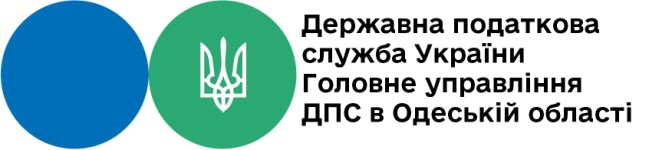 Державна податкова
служба України
Головне управління
ДПС в Одеській області